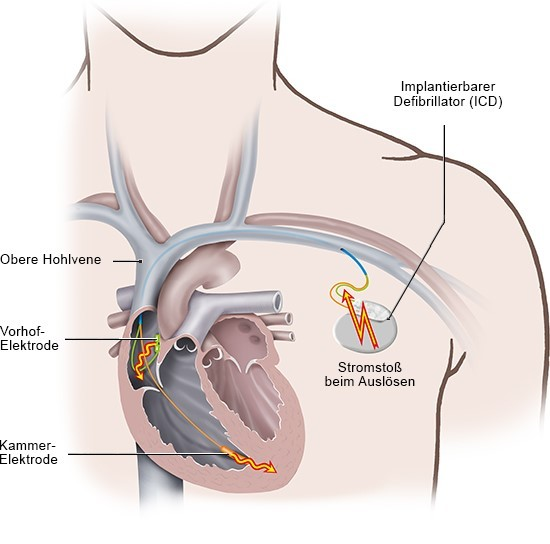 Implantierbarer
Defibrillator (ICD)
Obere Hohlvene
Vorhof-
Elektrode
Stromstoß
beim Auslösen
Kammer-
Elektrode